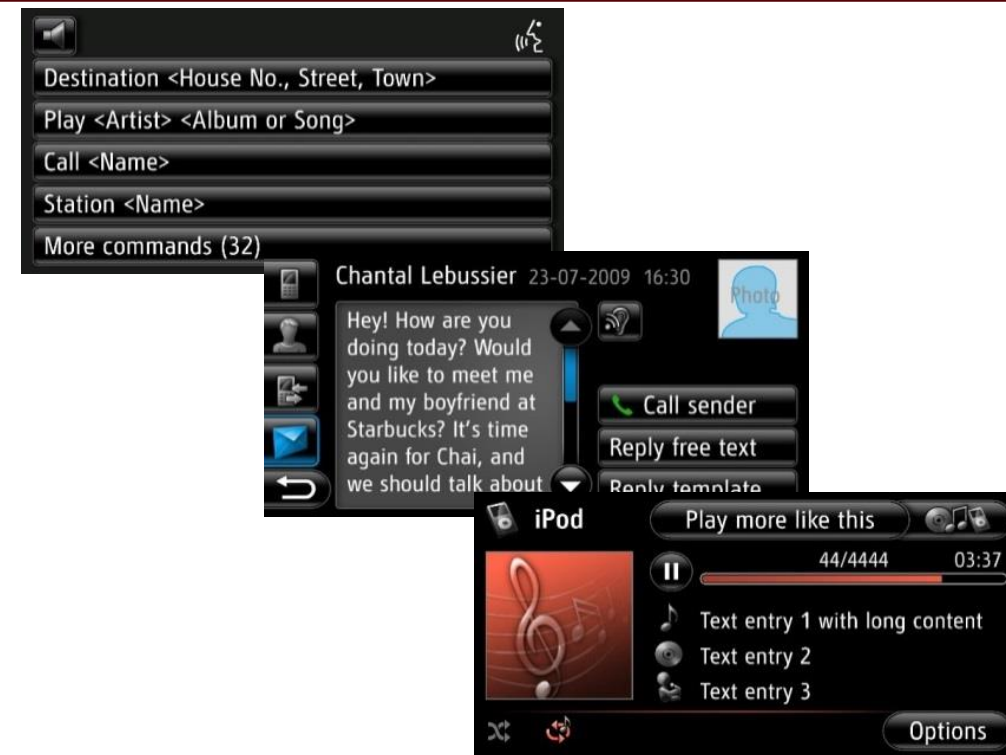 Destination <House No., Street, Town>
Play <Artist> <Album or Song>
Call <Name>
Station <Name>
More commands (32)
Chantal Lebussier 23-07-2009 16:30
Photo
Hey! How are you
doing today? Would
you like to meet me
and my boyfriend at
Starbucks? It's time
again for Chai, and
we should talk about
Call sender
Reply free text
Reply template
iPod
Play more like this
44/4444 03:37
Text entry 1 with long content
Text entry 2
Text entry 3
Options